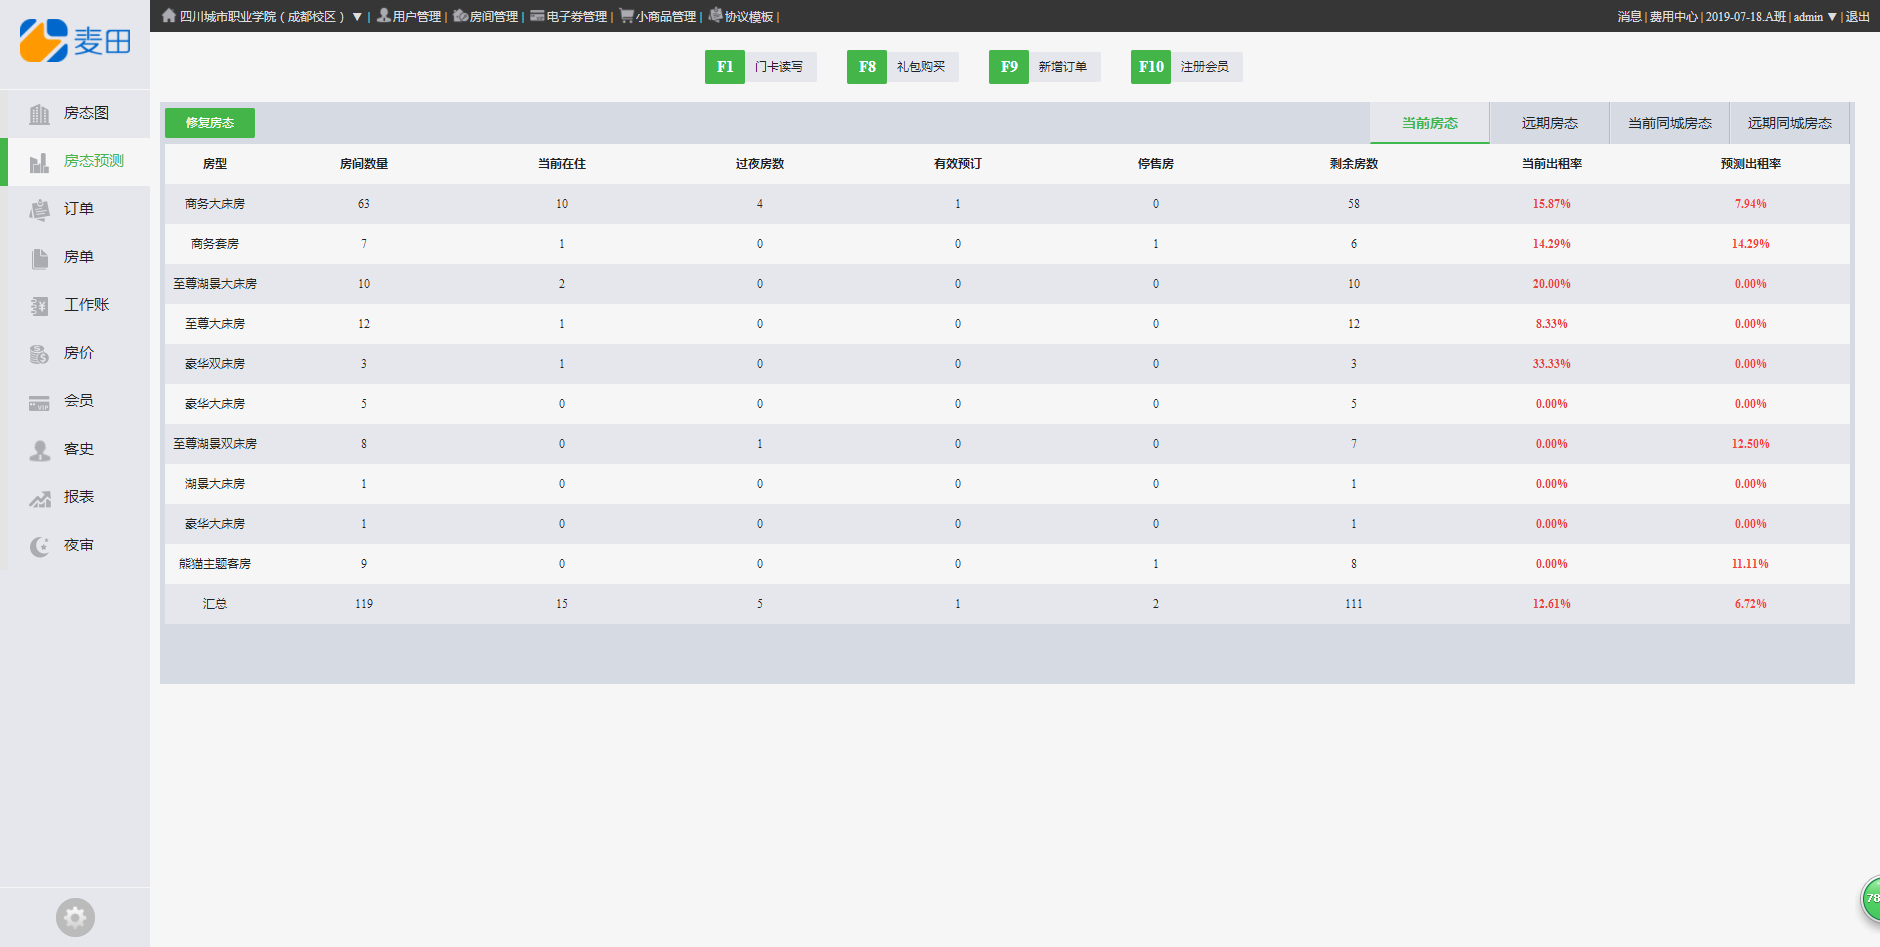 四川城市职业学院（成都校区） ▼ | 用户管理 | 房间管理 | 电子券管理 | 小商品管理 | 协议模板 |
消息 | 费用中心 | 2019-07-18.A班 | admin ▼ | 退出
麦田
F1 门卡读写 F8 礼包购买 F9 新增订单 F10 注册会员
房态图
房态预测
订单
房单
工作账
房价
会员
客史
报表
夜审
修复房态 当前房态 远期房态 当前同城房态 远期同城房态
房型 房间数量 当前在住 过夜房数 有效预订 停售房 剩余房数 当前出租率 预测出租率
商务大床房 63 10 4 1 0 58 15.87% 7.94%
商务套房 7 1 0 0 1 6 14.29% 14.29%
至尊湖景大床房 10 2 0 0 0 10 20.00% 0.00%
至尊大床房 12 1 0 0 0 12 8.33% 0.00%
豪华双床房 3 1 0 0 0 3 33.33% 0.00%
豪华大床房 5 0 0 0 0 5 0.00% 0.00%
至尊湖景双床房 8 0 1 0 0 7 0.00% 12.50%
湖景大床房 1 0 0 0 0 1 0.00% 0.00%
豪华大床房 1 0 0 0 0 1 0.00% 0.00%
熊猫主题客房 9 0 0 0 1 8 0.00% 11.11%
汇总 119 15 5 1 2 111 12.61% 6.72%
78